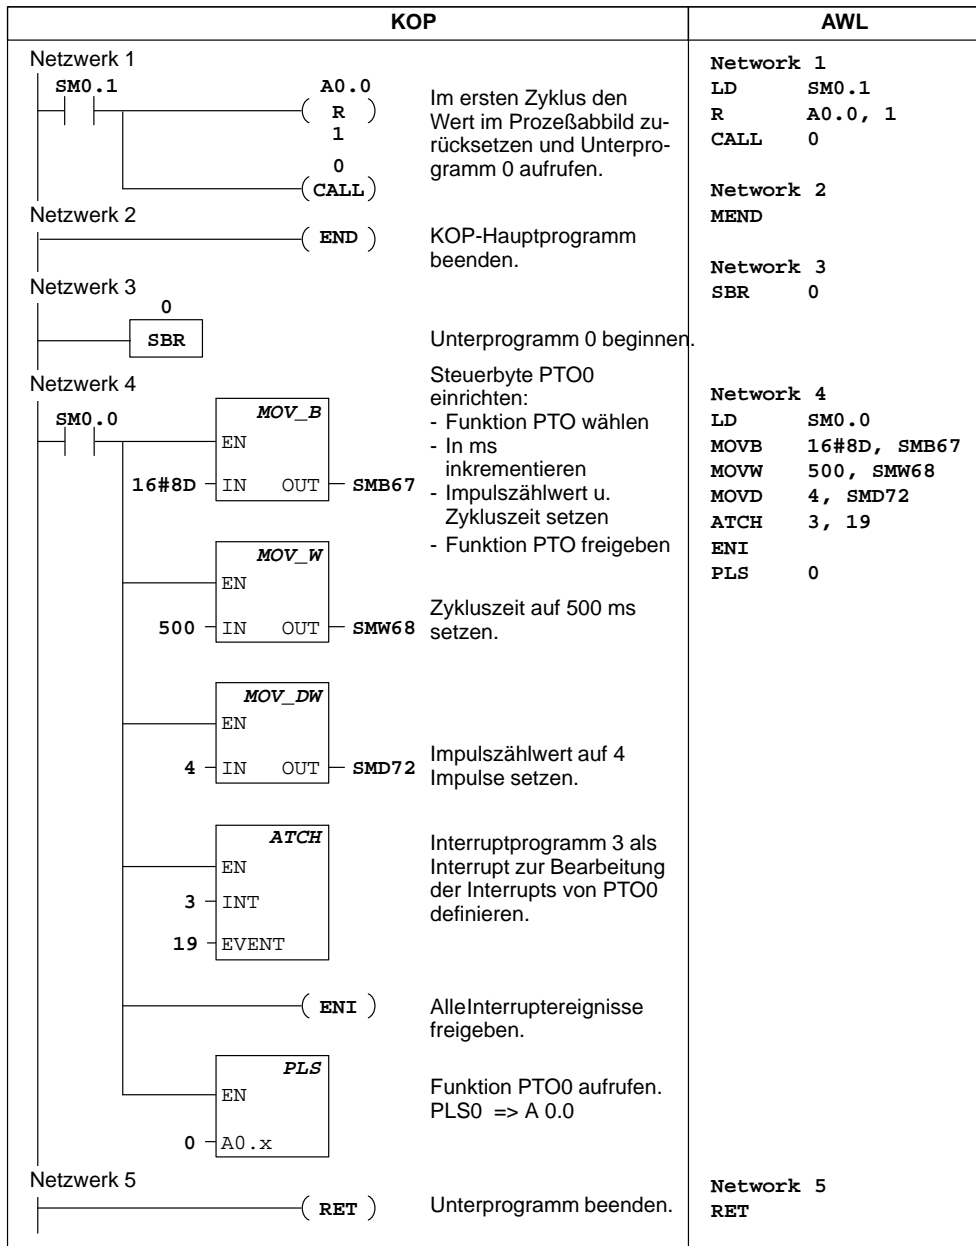 KOP
AWL
Netzwerk 1
SM0.1
A0.0
R
1
0
CALL
Im ersten Zyklus den
Wert im Prozeßabbild zu-
rücksetzen und Unterpro-
gramm 0 aufrufen.
Network 1
LD SM0.1
R A0.0, 1
CALL 0
Netzwerk 2
END
KOP-Hauptprogramm
beenden.
Network 2
MEND
Netzwerk 3
0
SBR
Unterprogramm 0 beginnen.
Network 3
SBR 0
Netzwerk 4
SM0.0
MOV_B
EN
16#8D IN OUT SMB67
Steuerbyte PTO0
einrichten:
- Funktion PTO wählen
- In ms
inkrementieren
- Impulszählwert u.
Zykluszeit setzen
- Funktion PTO freigeben
MOV_W
EN
500 IN OUT SMW68
Zykluszeit auf 500 ms
setzen.
MOV_DW
EN
4 IN OUT SMD72
Impulszählwert auf 4
Impulse setzen.
ATCH
EN
3 INT
19 EVENT
Interruptprogramm 3 als
Interrupt zur Bearbeitung
der Interrupts von PTO0
definieren.
ENI
AlleInterruptereignisse
freigeben.
PLS
EN
0 A0.x
Funktion PTO0 aufrufen.
PLS0 => A 0.0
Network 4
LD SM0.0
MOVB 16#8D, SMB67
MOVW 500, SMW68
MOVD 4, SMD72
ATCH 3, 19
ENI
PLS 0
Netzwerk 5
RET
Unterprogramm beenden.
Network 5
RET